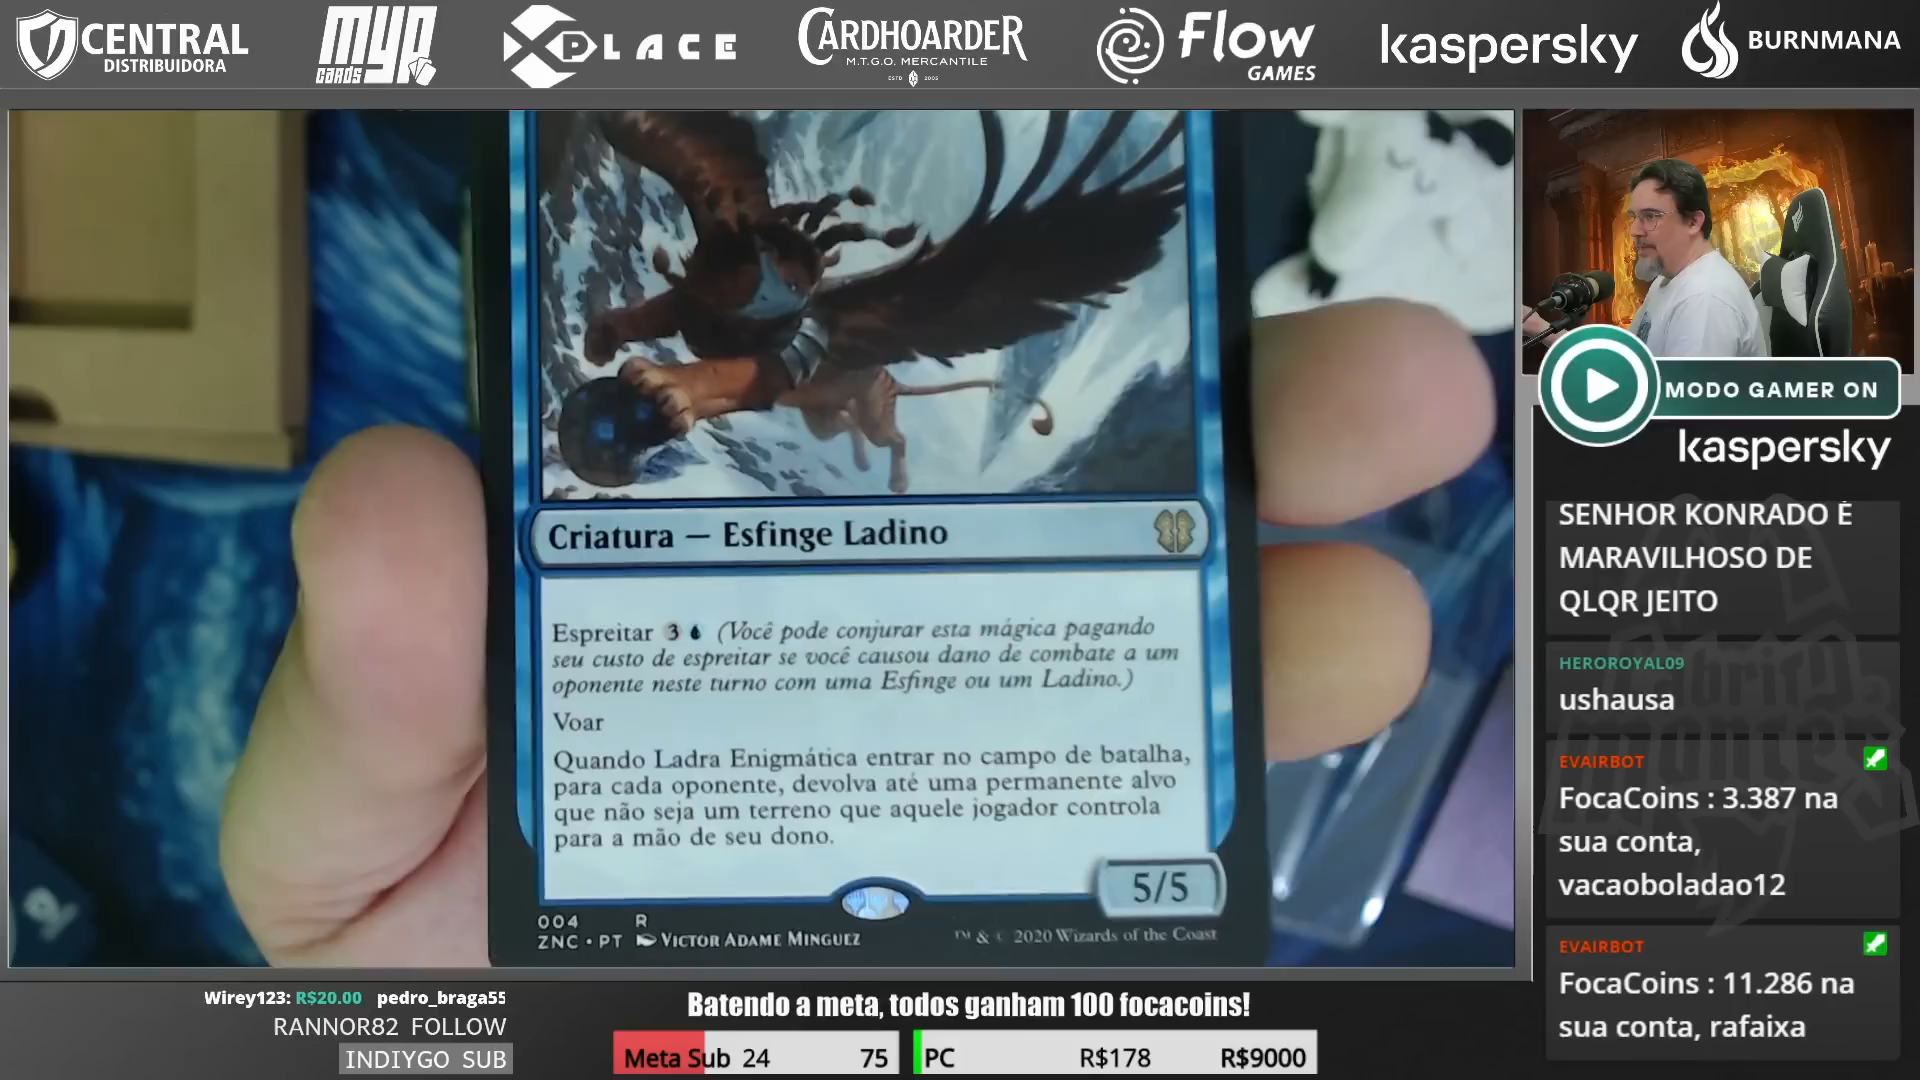 CENTRAL
DISTRIBUIDORA
MYP
CARDS
XPLACE
CARDHOARDER
M.T.G.O. MERCANTILE
ESTD 2005
Flow
GAMES
kaspersky
BURNMANA
Criatura — Esfinge Ladino
Espreitar 3 (Você pode conjurar esta mágica pagando
seu custo de espreitar se você causou dano de combate a um
oponente neste turno com uma Esfinge ou um Ladino.)
Voar
Quando Ladra Enigmática entrar no campo de batalha,
para cada oponente, devolva até uma permanente alvo
que não seja um terreno que aquele jogador controla
para a mão de seu dono.
5/5
004 R
ZNC • PT VICTOR ADAME MINGUEZ
™ & © 2020 Wizards of the Coast
MODO GAMER ON
kaspersky
SENHOR KONRADO É
MARAVILHOSO DE
QLQR JEITO
HEROROYAL09
ushausa
EVAIRBOT
FocaCoins : 3.387 na
sua conta,
vacaoboladao12
EVAIRBOT
FocaCoins : 11.286 na
sua conta, rafaixa
Wirey123: R$20.00 pedro_braga55
RANNOR82 FOLLOW
INDIYGO SUB
Batendo a meta, todos ganham 100 focacoins!
Meta Sub 24 75
PC R$178 R$9000